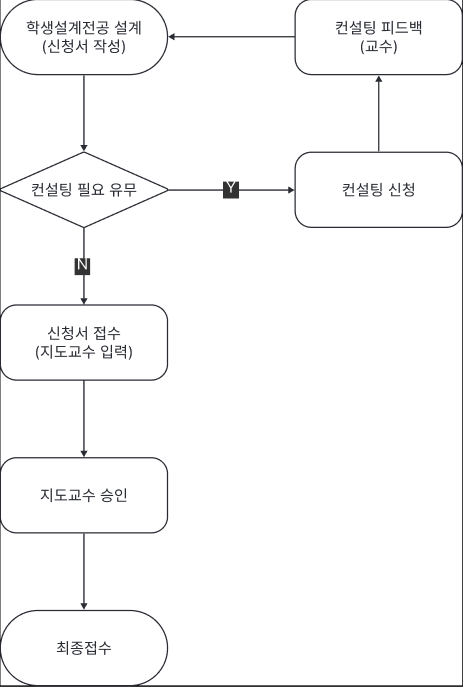 학생설계전공 설계
(신청서 작성)
컨설팅 피드백
(교수)
컨설팅 필요 유무
Y
컨설팅 신청
N
신청서 접수
(지도교수 입력)
지도교수 승인
최종접수